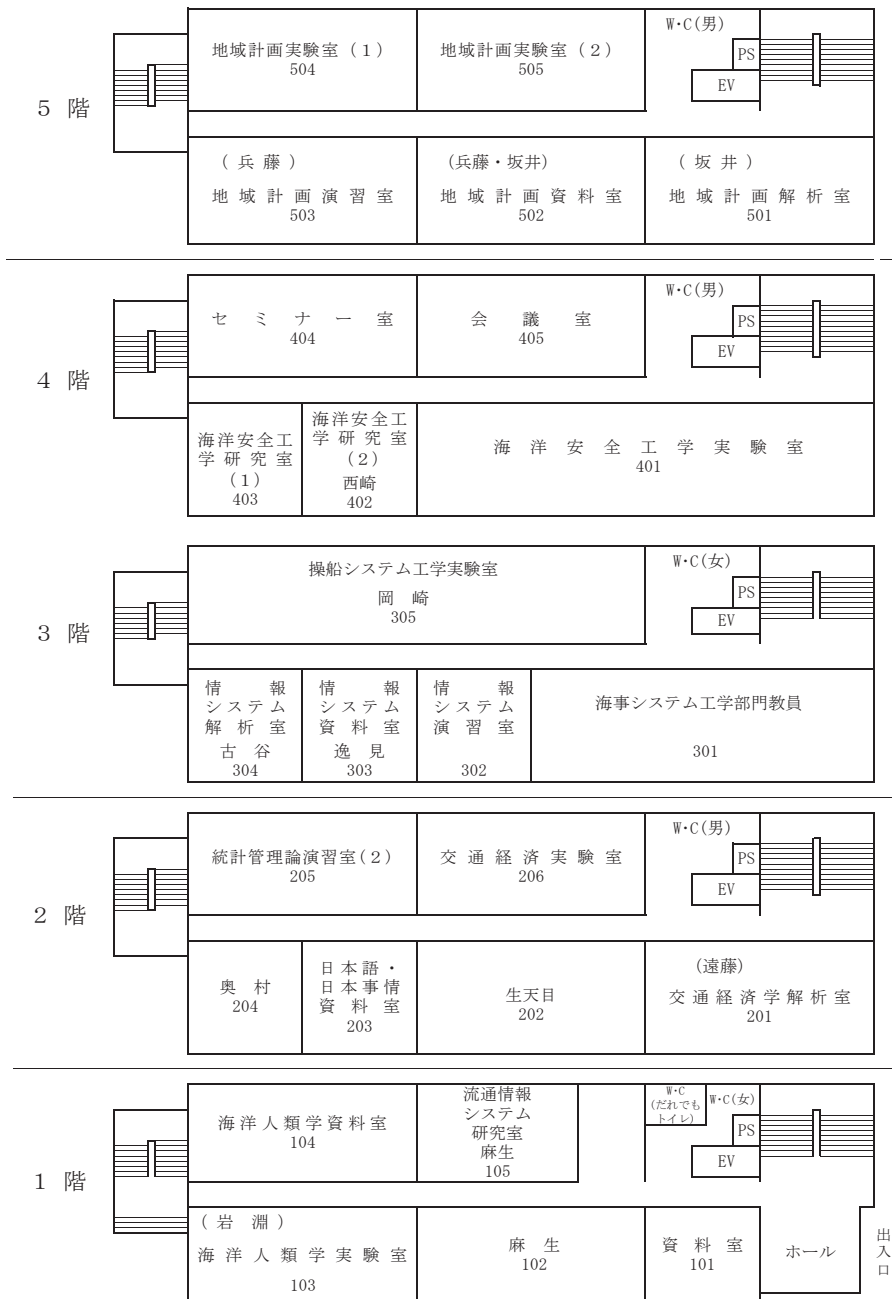 5 階
地域計画実験室(1)
504
地域計画実験室(2)
505
W・C(男)
PS
EV
(兵藤)
地域計画演習室
503
(兵藤・坂井)
地域計画資料室
502
(坂井)
地域計画解析室
501
4 階
セミナー室
404
会議室
405
W・C(男)
PS
EV
海洋安全工
学研究室
(1)
403
海洋安全工
学研究室
(2)
西崎
402
海洋安全工学実験室
401
3 階
操船システム工学実験室
岡崎
305
W・C(女)
PS
EV
情報
システム
解析室
古谷
304
情報
システム
資料室
逸見
303
情報
システム
演習室
302
海事システム工学部門教員
301
2 階
統計管理論演習室(2)
205
交通経済実験室
206
W・C(男)
PS
EV
奥村
204
日本語・
日本事情
資料室
203
生天目
202
(遠藤)
交通経済学解析室
201
1 階
海洋人類学資料室
104
流通情報
システム
研究室
麻生
105
W・C
(だれでも
トイレ)
W・C(女)
PS
EV
(岩淵)
海洋人類学実験室
103
麻生
102
資料室
101
ホール
出入口